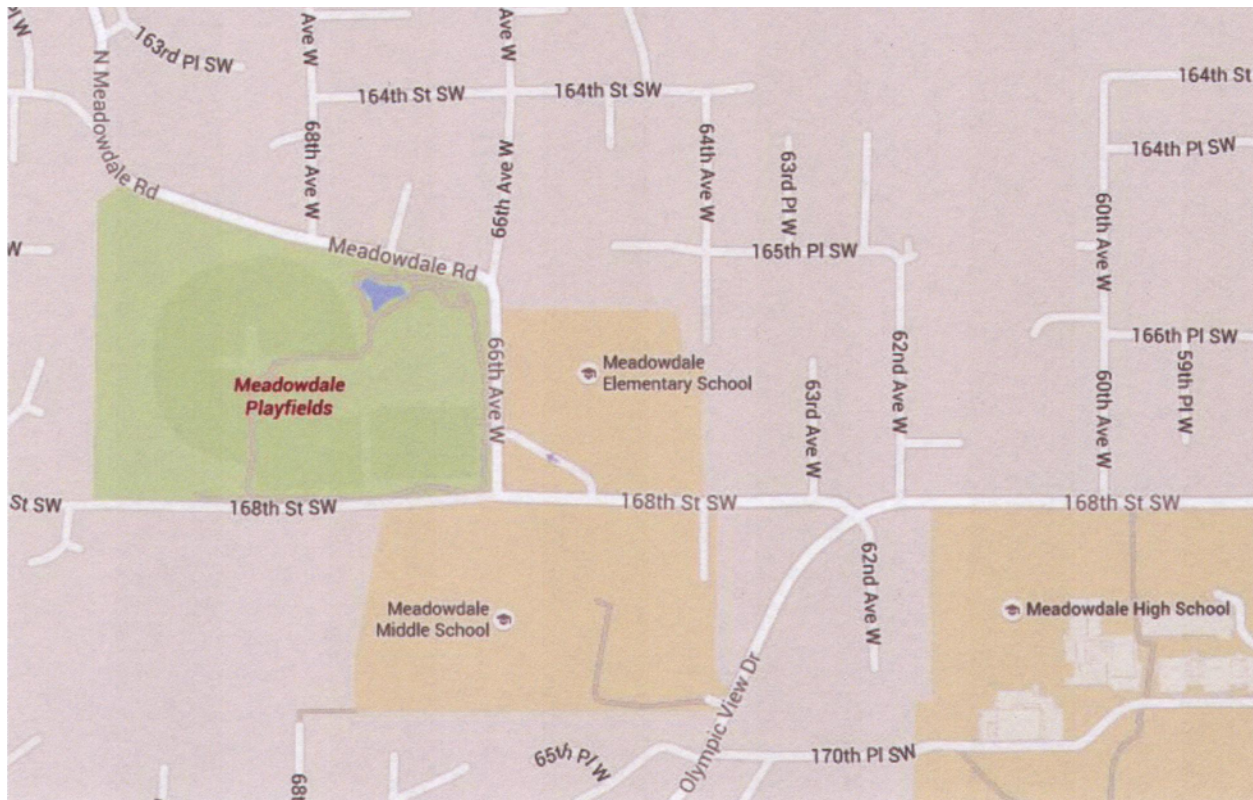 Pl W
163rd Pl SW
N Meadowdale Rd
Ave W
Ave W
164th St SW
164th St SW
164th St
164th Pl SW
68th Ave W
66th Ave W
64th Ave W
63rd Pl W
60th Ave W
W
Meadowdale Rd
165th Pl SW
166th Pl SW
59th Pl W
66th Ave W
Meadowdale
Elementary School
62nd Ave W
63rd Ave W
60th Ave W
Meadowdale
Playfields
St SW
168th St SW
168th St SW
168th St SW
62nd Ave W
Meadowdale
Middle School
Meadowdale High School
Olympic View Dr
65th Pl W
170th Pl SW
68t